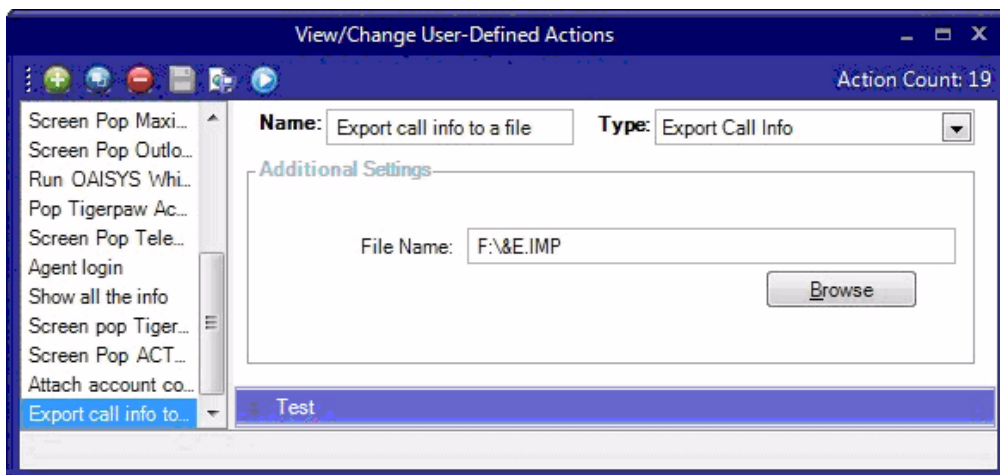 View/Change User-Defined Actions
Action Count: 19
Screen Pop Maxi...
Screen Pop Outlo...
Run OAISYS Whi...
Pop Tigerpaw Ac...
Screen Pop Tele...
Agent login
Show all the info
Screen pop Tiger...
Screen Pop ACT...
Attach account co...
Export call info to...
Name: Export call info to a file Type: Export Call Info
Additional Settings
File Name: F:\&E.IMP
Browse
Test